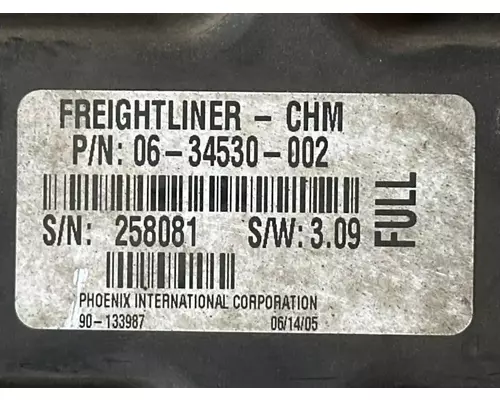 FREIGHTLINER - CHM
P/N: 06-34530-002
S/N: 258081 S/W: 3.09
FULL
PHOENIX INTERNATIONAL CORPORATION
90-133987 06/14/05